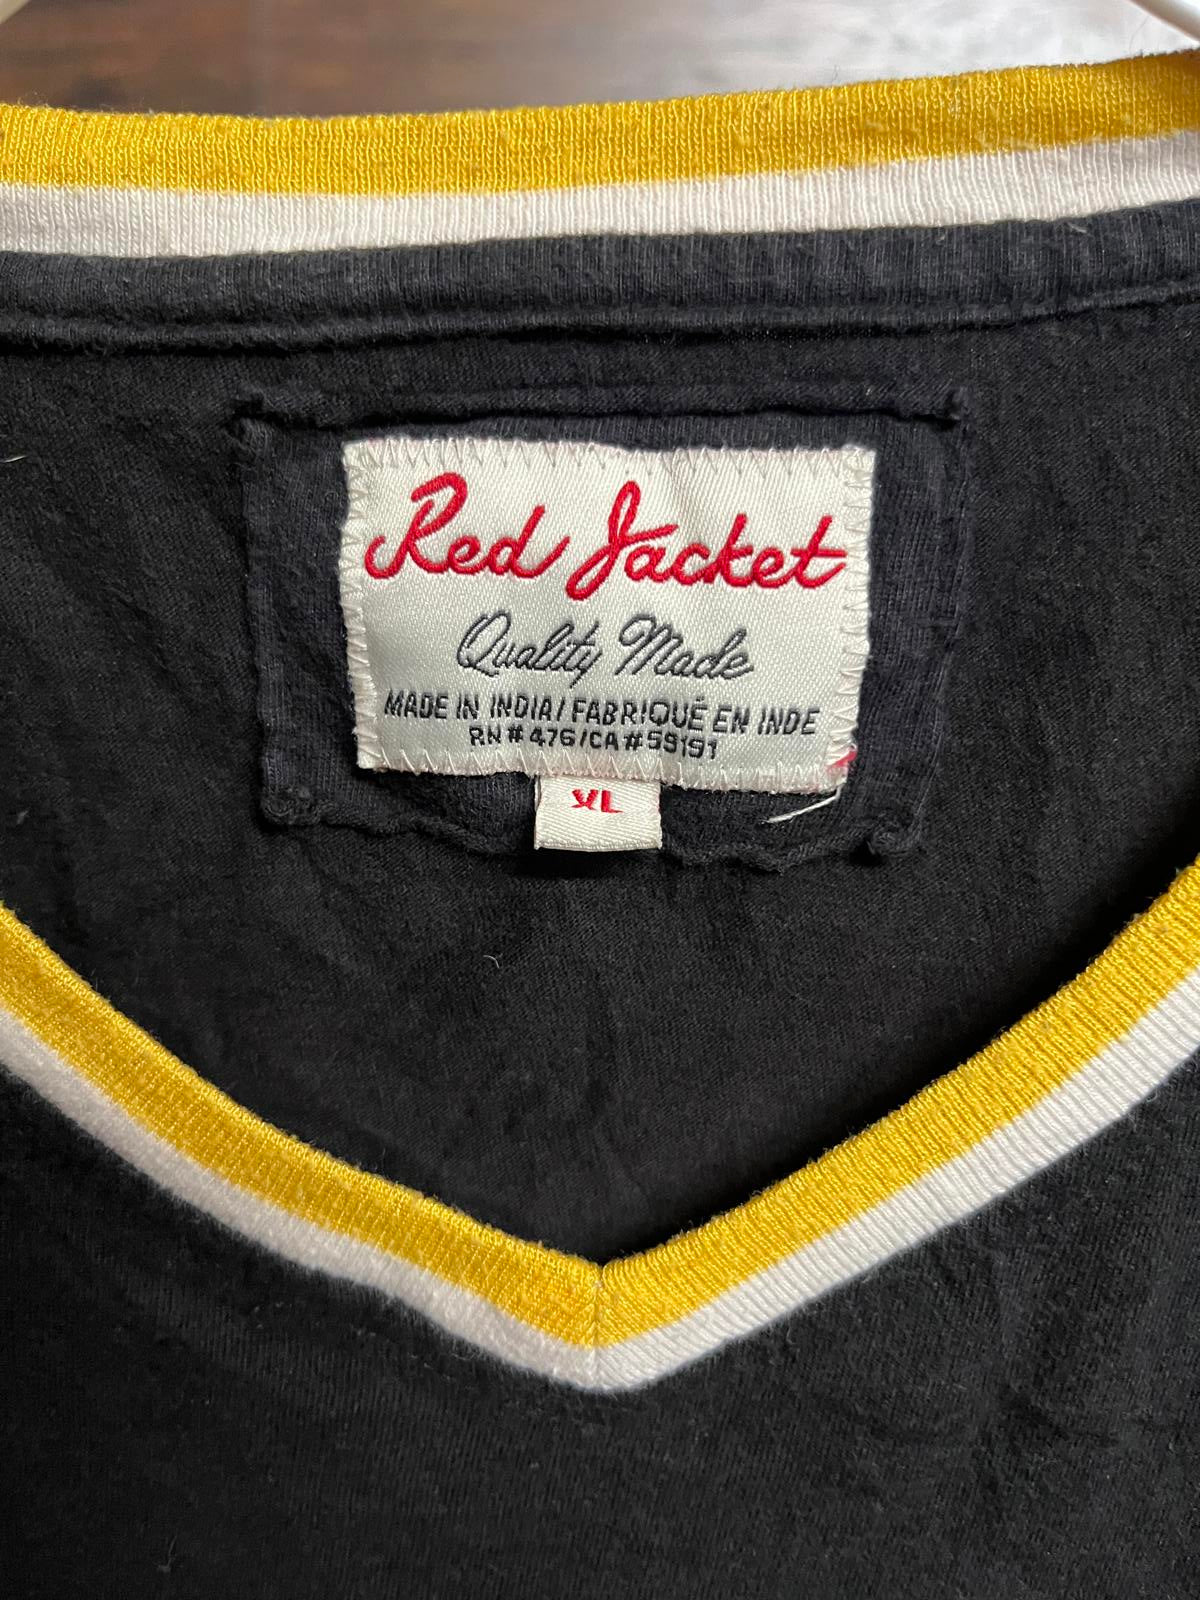 Red Jacket
Quality Made
MADE IN INDIA/FABRIQUÉ EN INDE
RN#476/CA#59191
XL